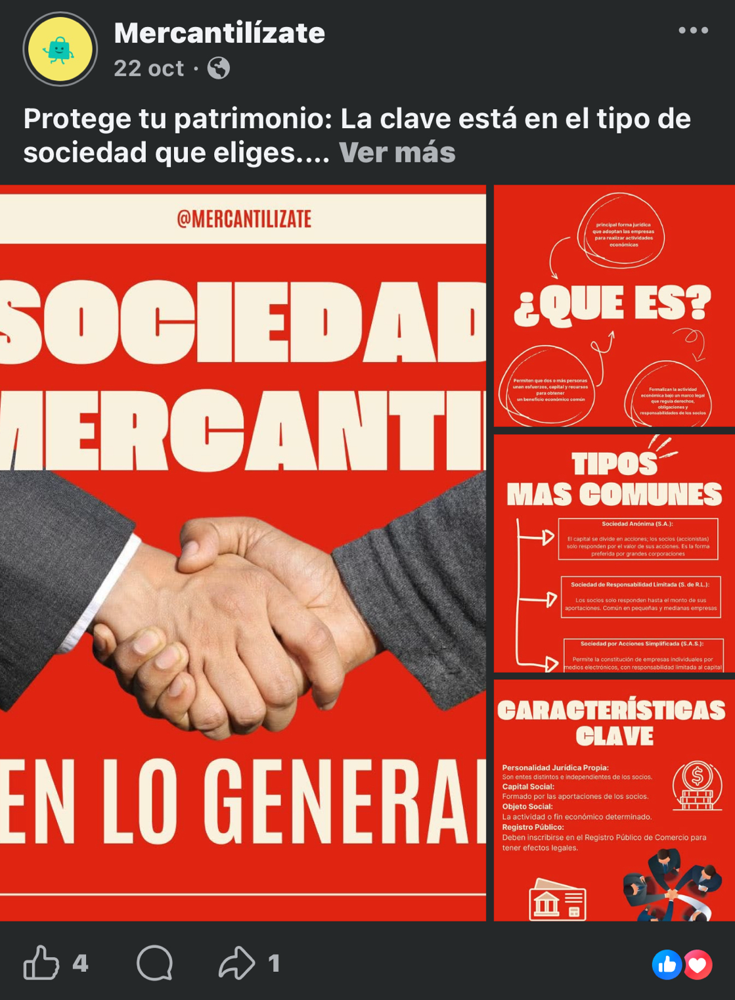 Mercantilízate
22 oct ·
Protege tu patrimonio: La clave está en el tipo de
sociedad que eliges.... Ver más
@MERCANTILIZATE
SOCIEDAD
MERCANTI
EN LO GENERA
principal forma jurídica
que adoptan las empresas
para realizar actividades
económicas
¿QUE ES?
Permiten que dos o más personas
unan esfuerzos, capital y recursos
para obtener
un beneficio económico común
Formalizan la actividad
económica bajo un marco legal
que regula derechos,
obligaciones y
responsabilidades de los socios
TIPOS
MAS COMUNES
Sociedad Anónima (S.A.):
El capital se divide en acciones; los socios (accionistas)
solo responden por el valor de sus acciones. Es la forma
preferida por grandes corporaciones
Sociedad de Responsabilidad Limitada (S. de R.L.):
Los socios solo responden hasta el monto de sus
aportaciones. Común en pequeñas y medianas empresas
Sociedad por Acciones Simplificada (S.A.S.):
Permite la constitución de empresas individuales por
medios electrónicos, con responsabilidad limitada al capital
CARACTERÍSTICAS
CLAVE
Personalidad Jurídica Propia:
Son entes distintos e independientes de los socios.
Capital Social:
Formado por las aportaciones de los socios.
Objeto Social:
La actividad o fin económico determinado.
Registro Público:
Deben inscribirse en el Registro Público de Comercio para
tener efectos legales.
4
1